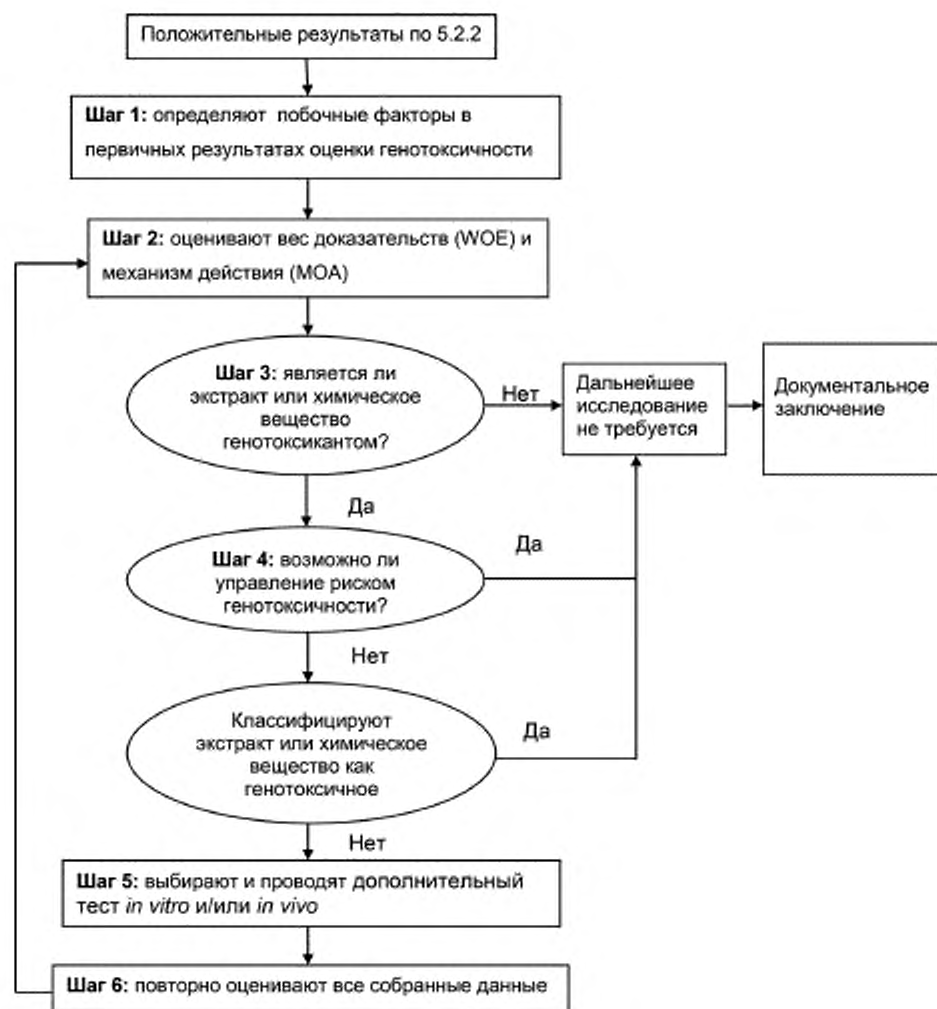 Положительные результаты по 5.2.2
Шаг 1: определяют побочные факторы в
первичных результатах оценки генотоксичности
Шаг 2: оценивают вес доказательств (WOE) и
механизм действия (MOA)
Шаг 3: является ли
экстракт или химическое
вещество
генотоксикантом?
Нет
Дальнейшее
исследование
не требуется
Документальное
заключение
Да
Шаг 4: возможно ли
управление риском
генотоксичности?
Да
Нет
Классифицируют
экстракт или химическое
вещество как
генотоксичное
Да
Нет
Шаг 5: выбирают и проводят дополнительный
тест in vitro и/или in vivo
Шаг 6: повторно оценивают все собранные данные